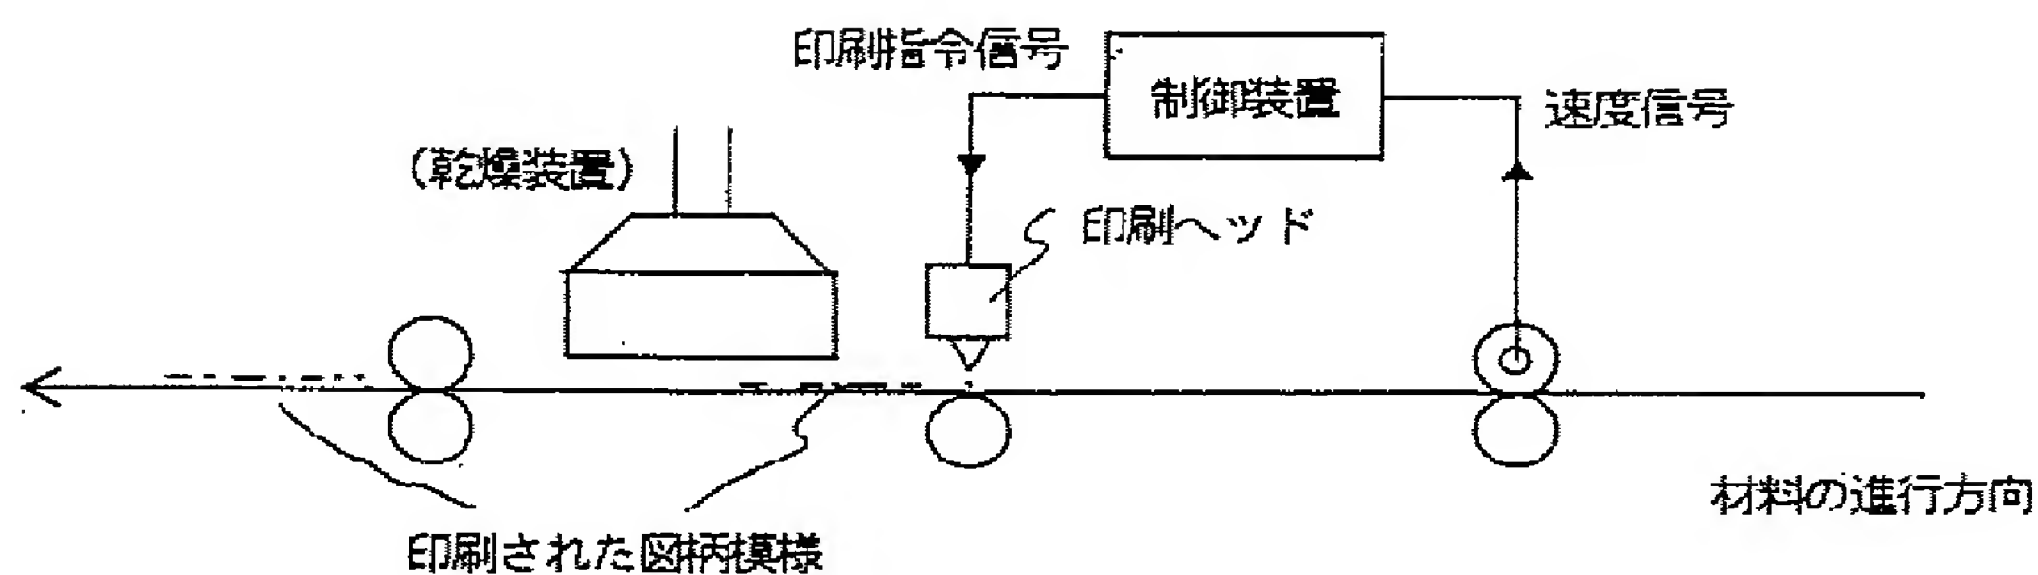 印刷指令信号
制御装置
速度信号
(乾燥装置)
印刷ヘッド
材料の進行方向
印刷された図柄模様